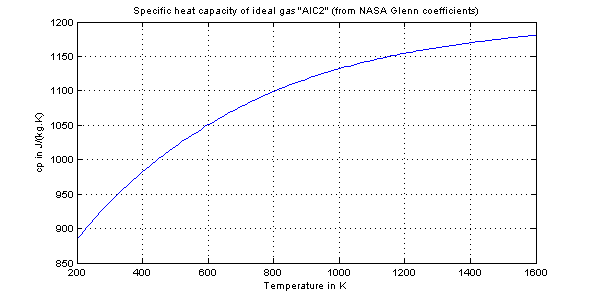 Specific heat capacity of ideal gas "AlC2" (from NASA Glenn coefficients)
1200
1150
1100
1050
1000
950
900
850
cp in J/(kg.K)
200 400 600 800 1000 1200 1400 1600
Temperature in K